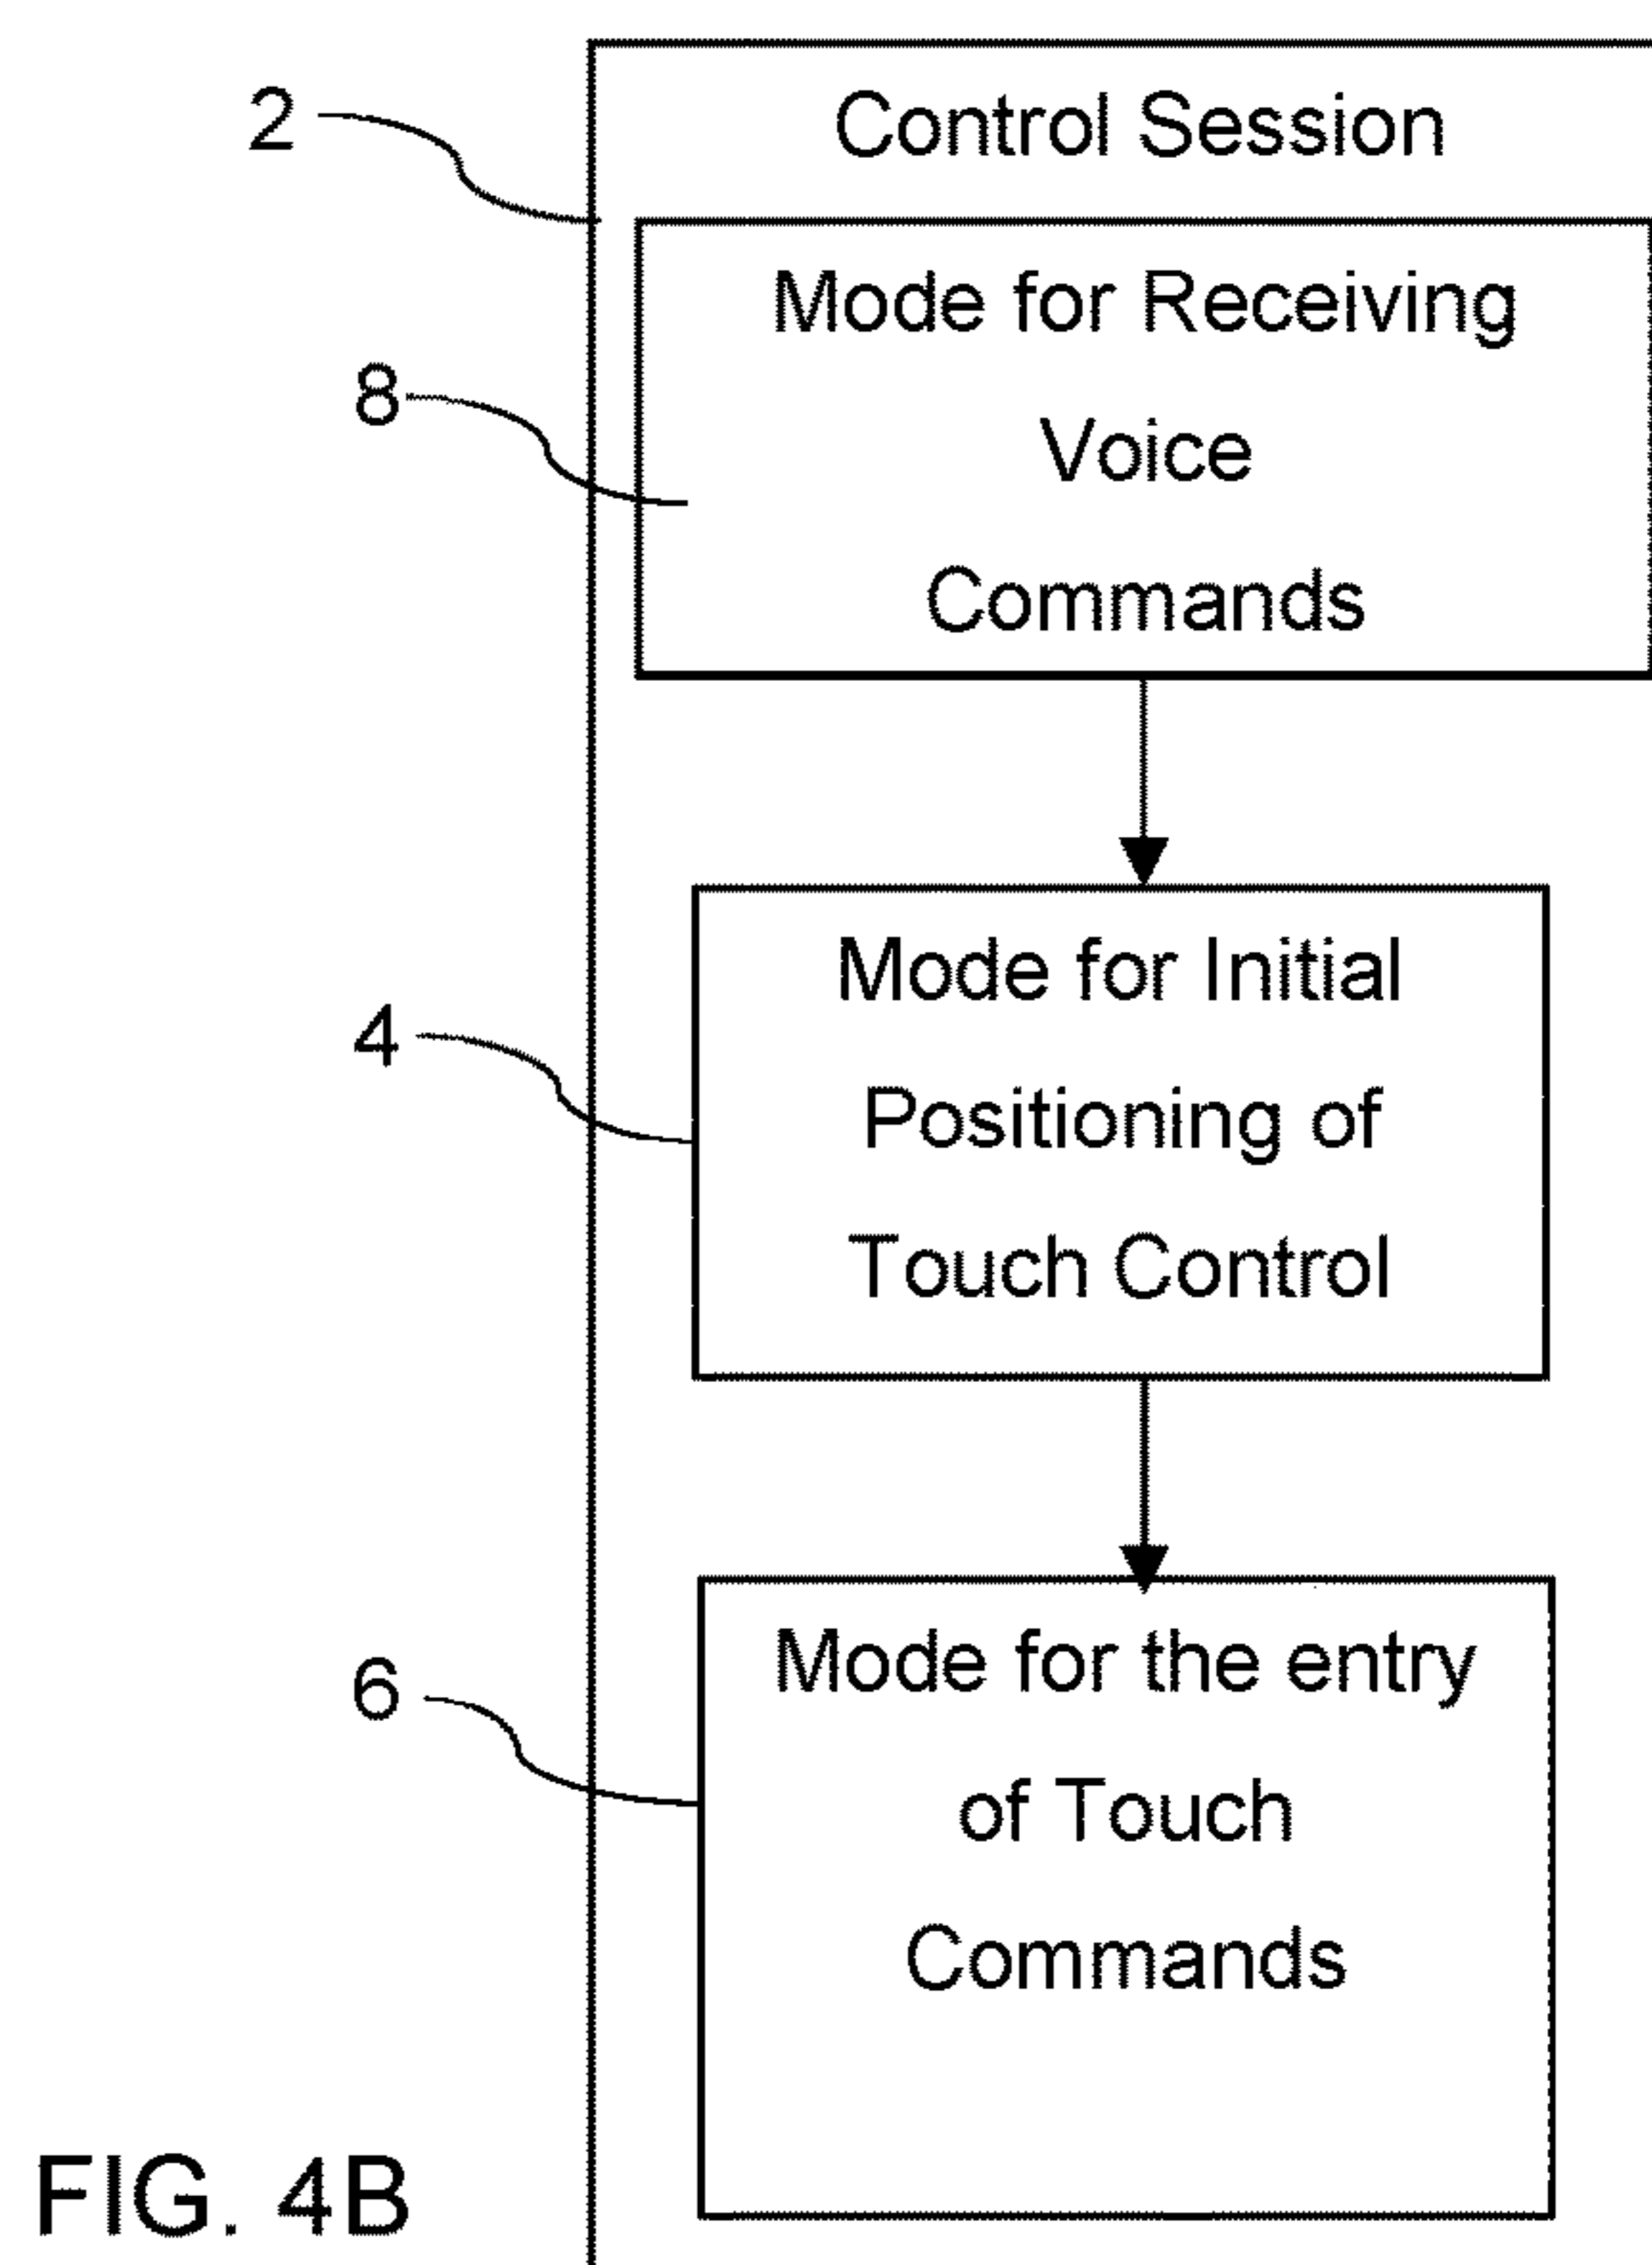 2
Control Session
Mode for Receiving
8
Voice
Commands
Mode for Initial
4
Positioning of
Touch Control
Mode for the entry
6
of Touch
Commands
FIG. 4B